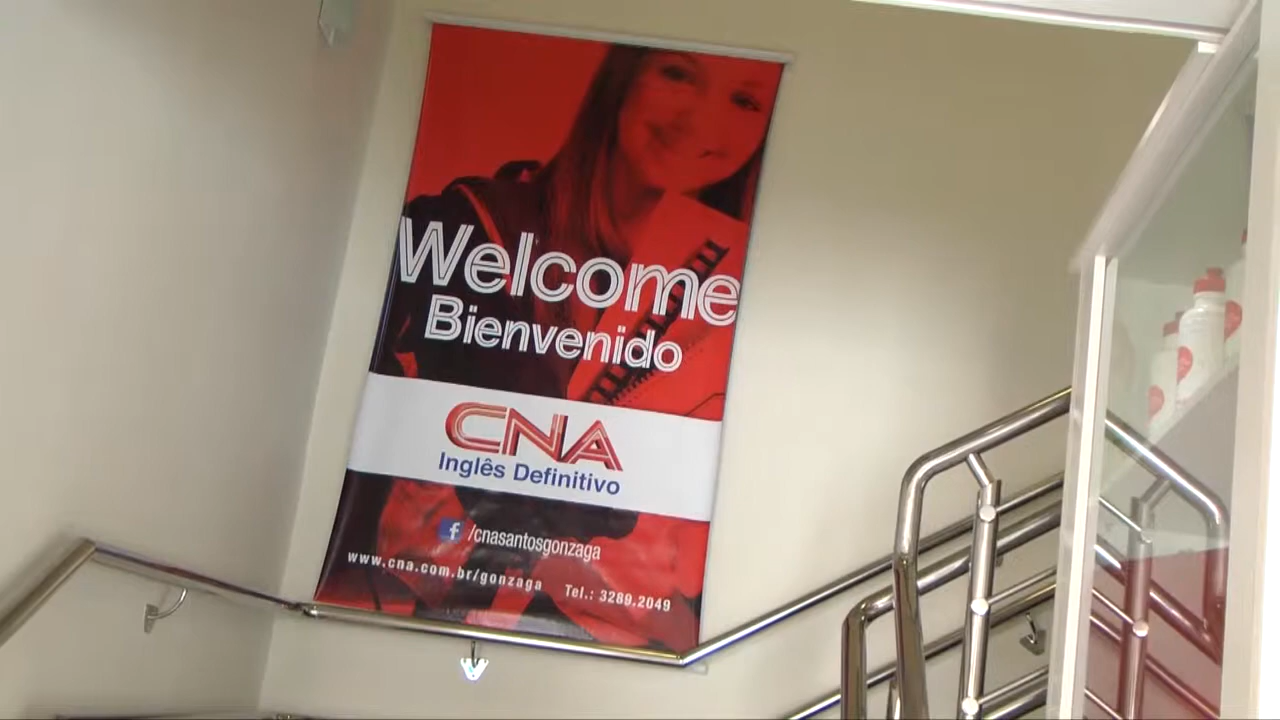 Welcome
Bienvenido
CNA
Inglês Definitivo
f /cnasantosgonzaga
www.cna.com.br/gonzaga Tel.: 3289.2049